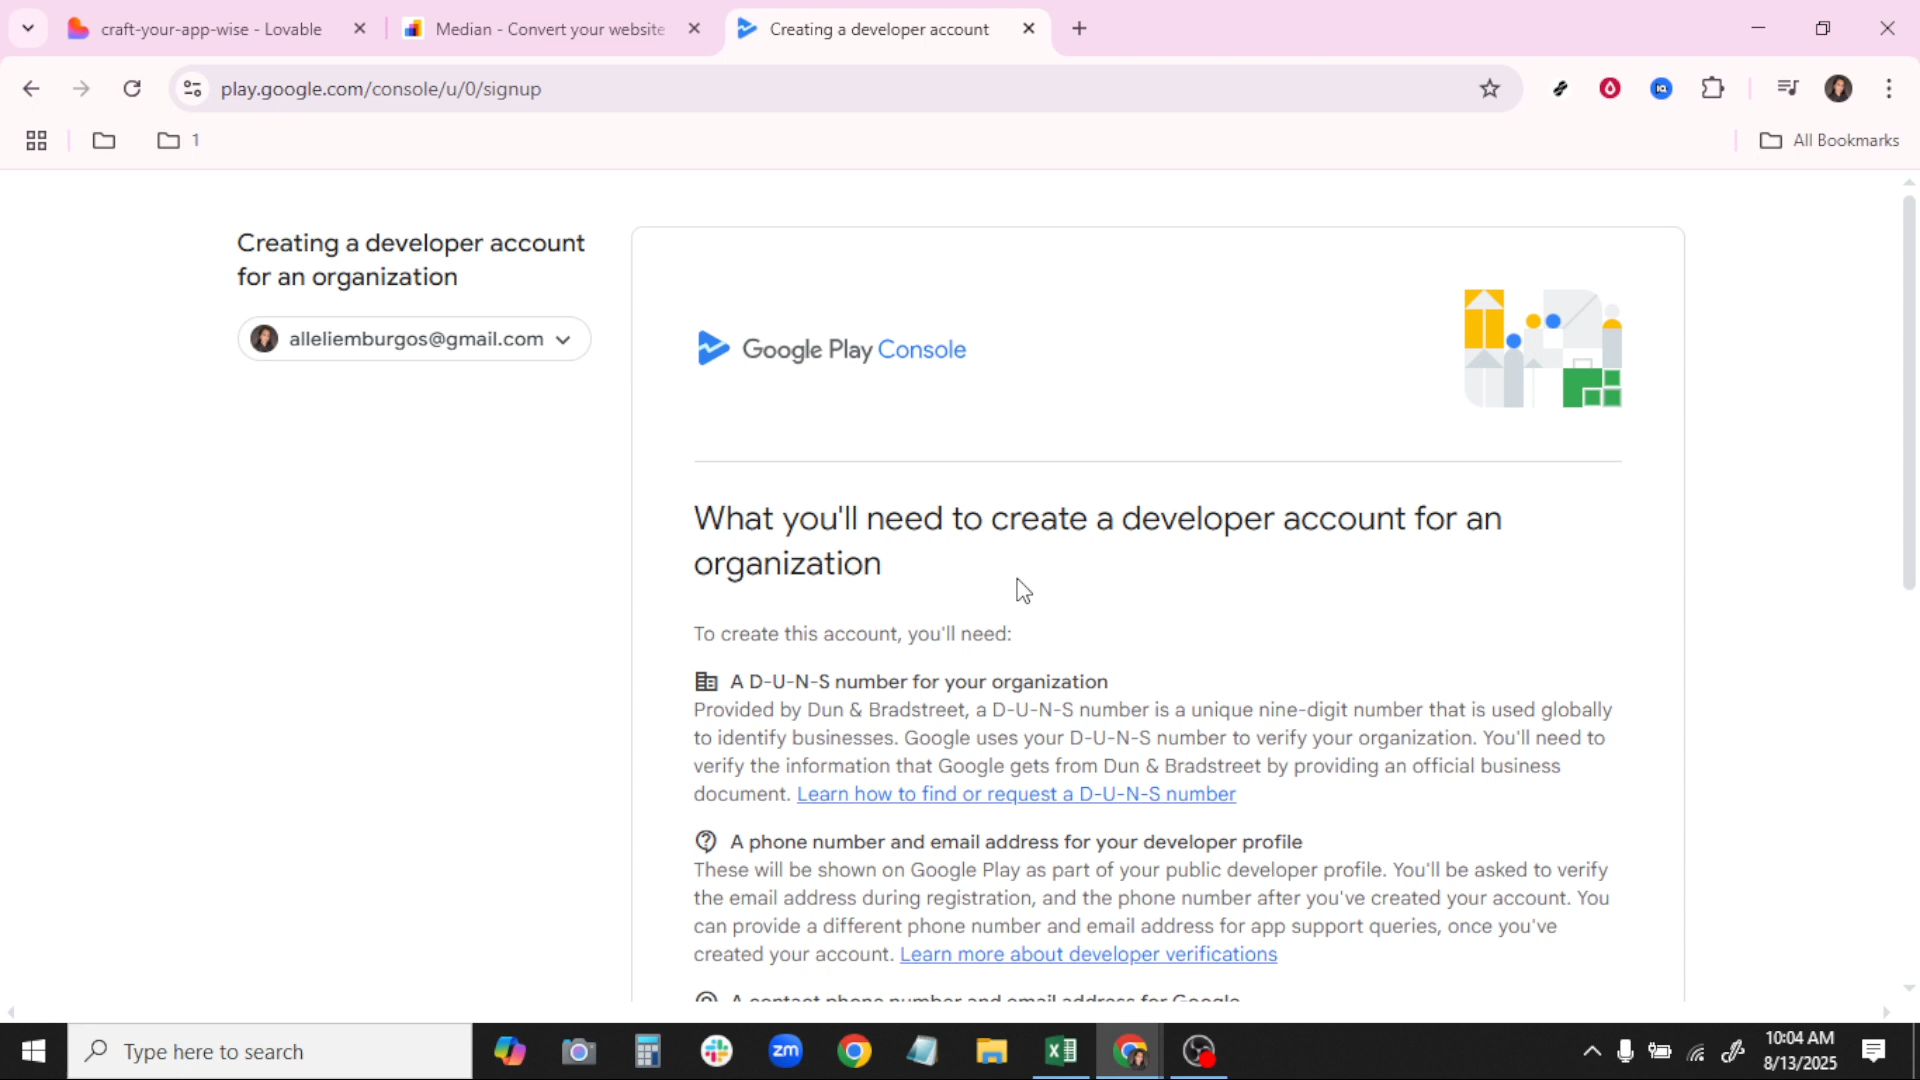 craft-your-app-wise - Lovable
Median - Convert your website
Creating a developer account
play.google.com/console/u/0/signup
1
All Bookmarks
Creating a developer account
for an organization
alleliemburgos@gmail.com
Google Play Console
What you'll need to create a developer account for an
organization
To create this account, you'll need:
A D-U-N-S number for your organization
Provided by Dun & Bradstreet, a D-U-N-S number is a unique nine-digit number that is used globally
to identify businesses. Google uses your D-U-N-S number to verify your organization. You'll need to
verify the information that Google gets from Dun & Bradstreet by providing an official business
document. Learn how to find or request a D-U-N-S number
A phone number and email address for your developer profile
These will be shown on Google Play as part of your public developer profile. You'll be asked to verify
the email address during registration, and the phone number after you've created your account. You
can provide a different phone number and email address for app support queries, once you've
created your account. Learn more about developer verifications
A contact phone number and email address for Google
Type here to search
zm
10:04 AM
8/13/2025